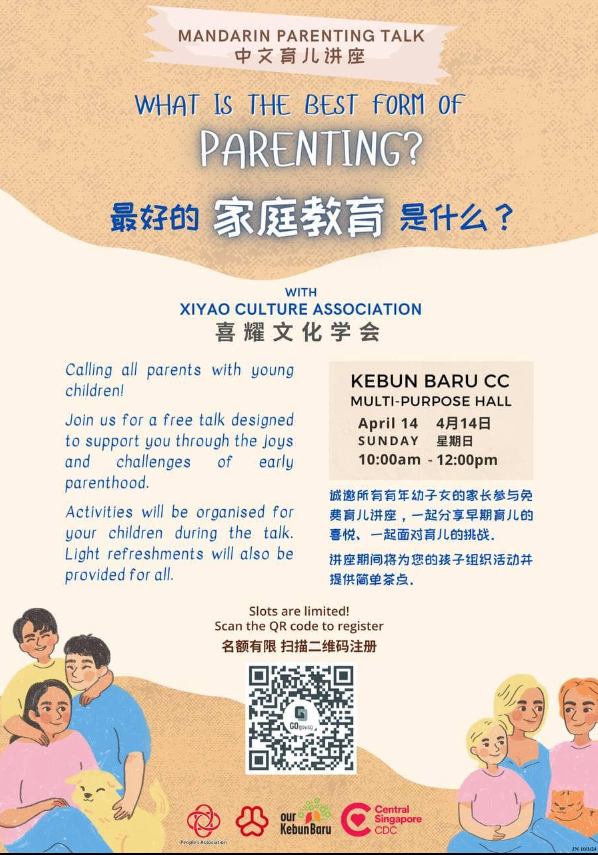 MANDARIN PARENTING TALK
中文育儿讲座
WHAT IS THE BEST FORM OF
PARENTING?
最好的 家庭教育 是什么？
WITH
XIYAO CULTURE ASSOCIATION
喜耀文化学会
Calling all parents with young
children!
Join us for a free talk designed
to support you through the joys
and challenges of early
parenthood.
Activities will be organised for
your children during the talk.
Light refreshments will also be
provided for all.
KEBUN BARU CC
MULTI-PURPOSE HALL
April 14 4月14日
SUNDAY 星期日
10:00am - 12:00pm
诚邀所有有年幼子女的家长参与免
费育儿讲座，一起分享早期育儿的
喜悦、一起面对育儿的挑战.
讲座期间将为您的孩子组织活动并
提供简单茶点.
Slots are limited!
Scan the QR code to register
名额有限 扫描二维码注册
GOgovsg
People's Association
our
KebunBaru
Central
Singapore
CDC